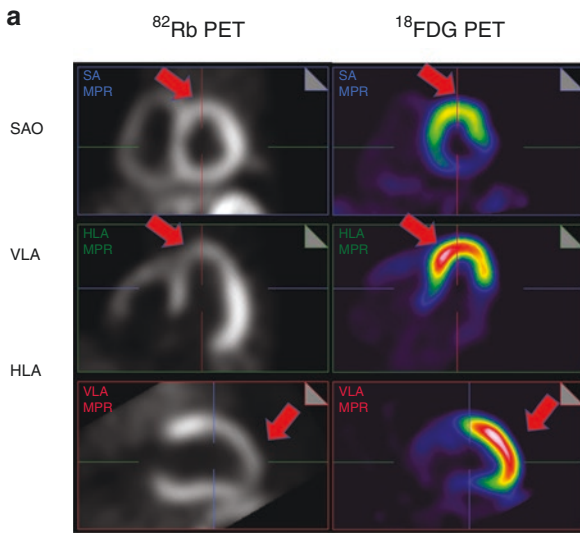 a
⁸²Rb PET
¹⁸FDG PET
SAO
SA
MPR
SA
MPR
VLA
HLA
MPR
HLA
MPR
HLA
VLA
MPR
VLA
MPR